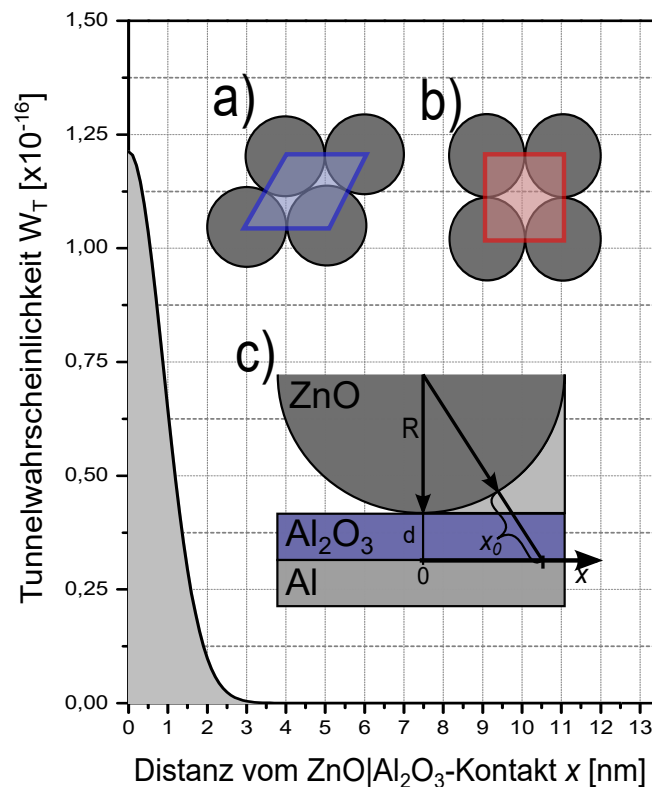 1,50
1,25
1,00
0,75
0,50
0,25
0,00
Tunnelwahrscheinlichkeit W_T [x10^-16]
a)
b)
c)
ZnO
R
Al₂O₃
d
x₀
0
x
Al
0 1 2 3 4 5 6 7 8 9 10 11 12 13
Distanz vom ZnO|Al₂O₃-Kontakt x [nm]